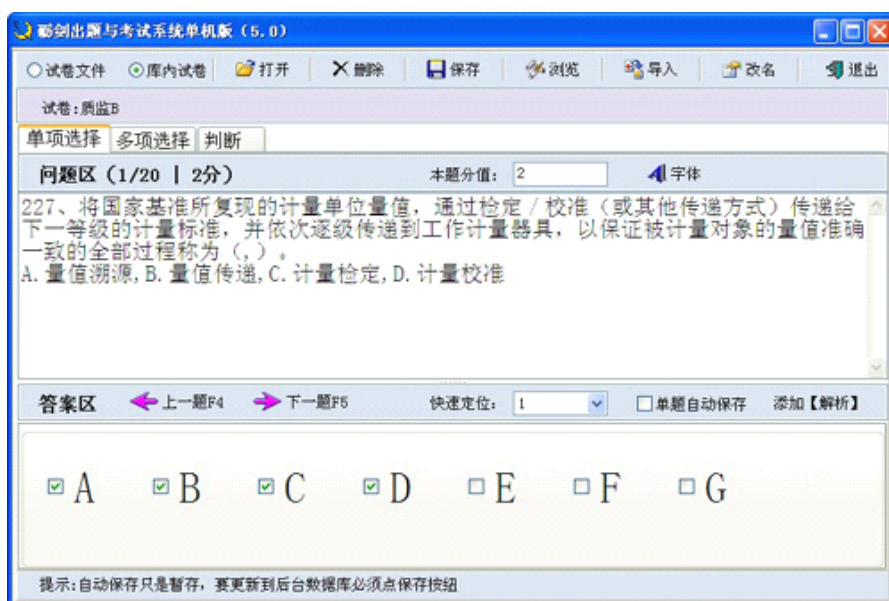 砺剑出题与考试系统单机版（5.0）
试卷文件 库内试卷 打开 删除 保存 浏览 导入 改名 退出
试卷:质监B
单项选择 多项选择 判断
问题区（1/20 | 2分） 本题分值: 2 字体
227、将国家基准所复现的计量单位量值，通过检定／校准（或其他传递方式）传递给
下一等级的计量标准，并依次逐级传递到工作计量器具，以保证被计量对象的量值准确
一致的全部过程称为（,）。
A.量值溯源,B.量值传递,C.计量检定,D.计量校准
答案区 上一题F4 下一题F5 快速定位: 1 单题自动保存 添加【解析】
A B C D E F G
提示:自动保存只是暂存，要更新到后台数据库必须点保存按钮